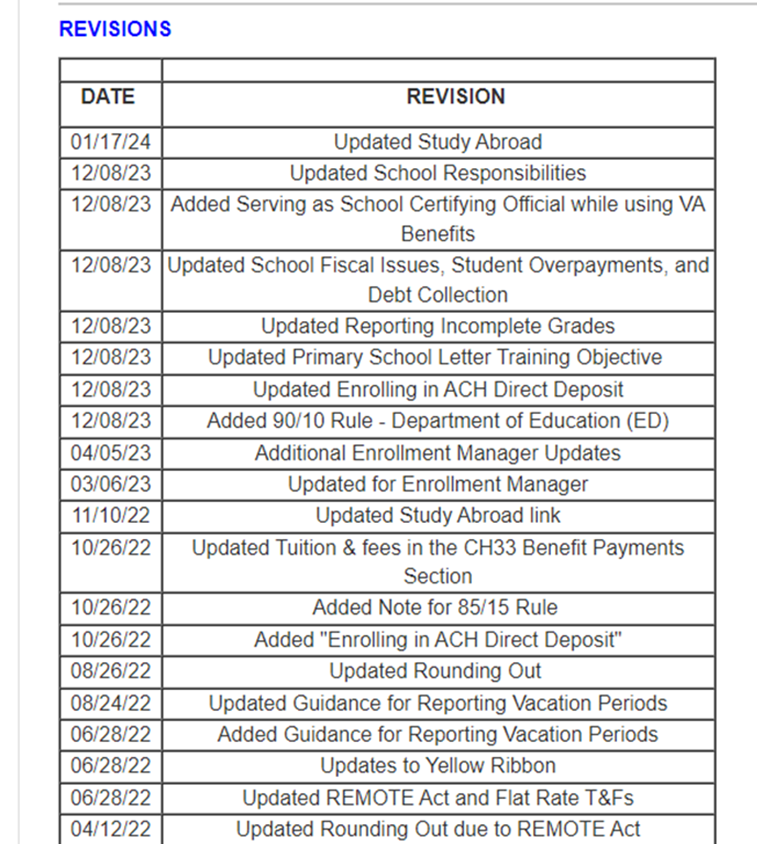 REVISIONS
DATE REVISION
01/17/24 Updated Study Abroad
12/08/23 Updated School Responsibilities
12/08/23 Added Serving as School Certifying Official while using VA
Benefits
12/08/23 Updated School Fiscal Issues, Student Overpayments, and
Debt Collection
12/08/23 Updated Reporting Incomplete Grades
12/08/23 Updated Primary School Letter Training Objective
12/08/23 Updated Enrolling in ACH Direct Deposit
12/08/23 Added 90/10 Rule - Department of Education (ED)
04/05/23 Additional Enrollment Manager Updates
03/06/23 Updated for Enrollment Manager
11/10/22 Updated Study Abroad link
10/26/22 Updated Tuition & fees in the CH33 Benefit Payments
Section
10/26/22 Added Note for 85/15 Rule
10/26/22 Added "Enrolling in ACH Direct Deposit"
08/26/22 Updated Rounding Out
08/24/22 Updated Guidance for Reporting Vacation Periods
06/28/22 Added Guidance for Reporting Vacation Periods
06/28/22 Updates to Yellow Ribbon
06/28/22 Updated REMOTE Act and Flat Rate T&Fs
04/12/22 Updated Rounding Out due to REMOTE Act